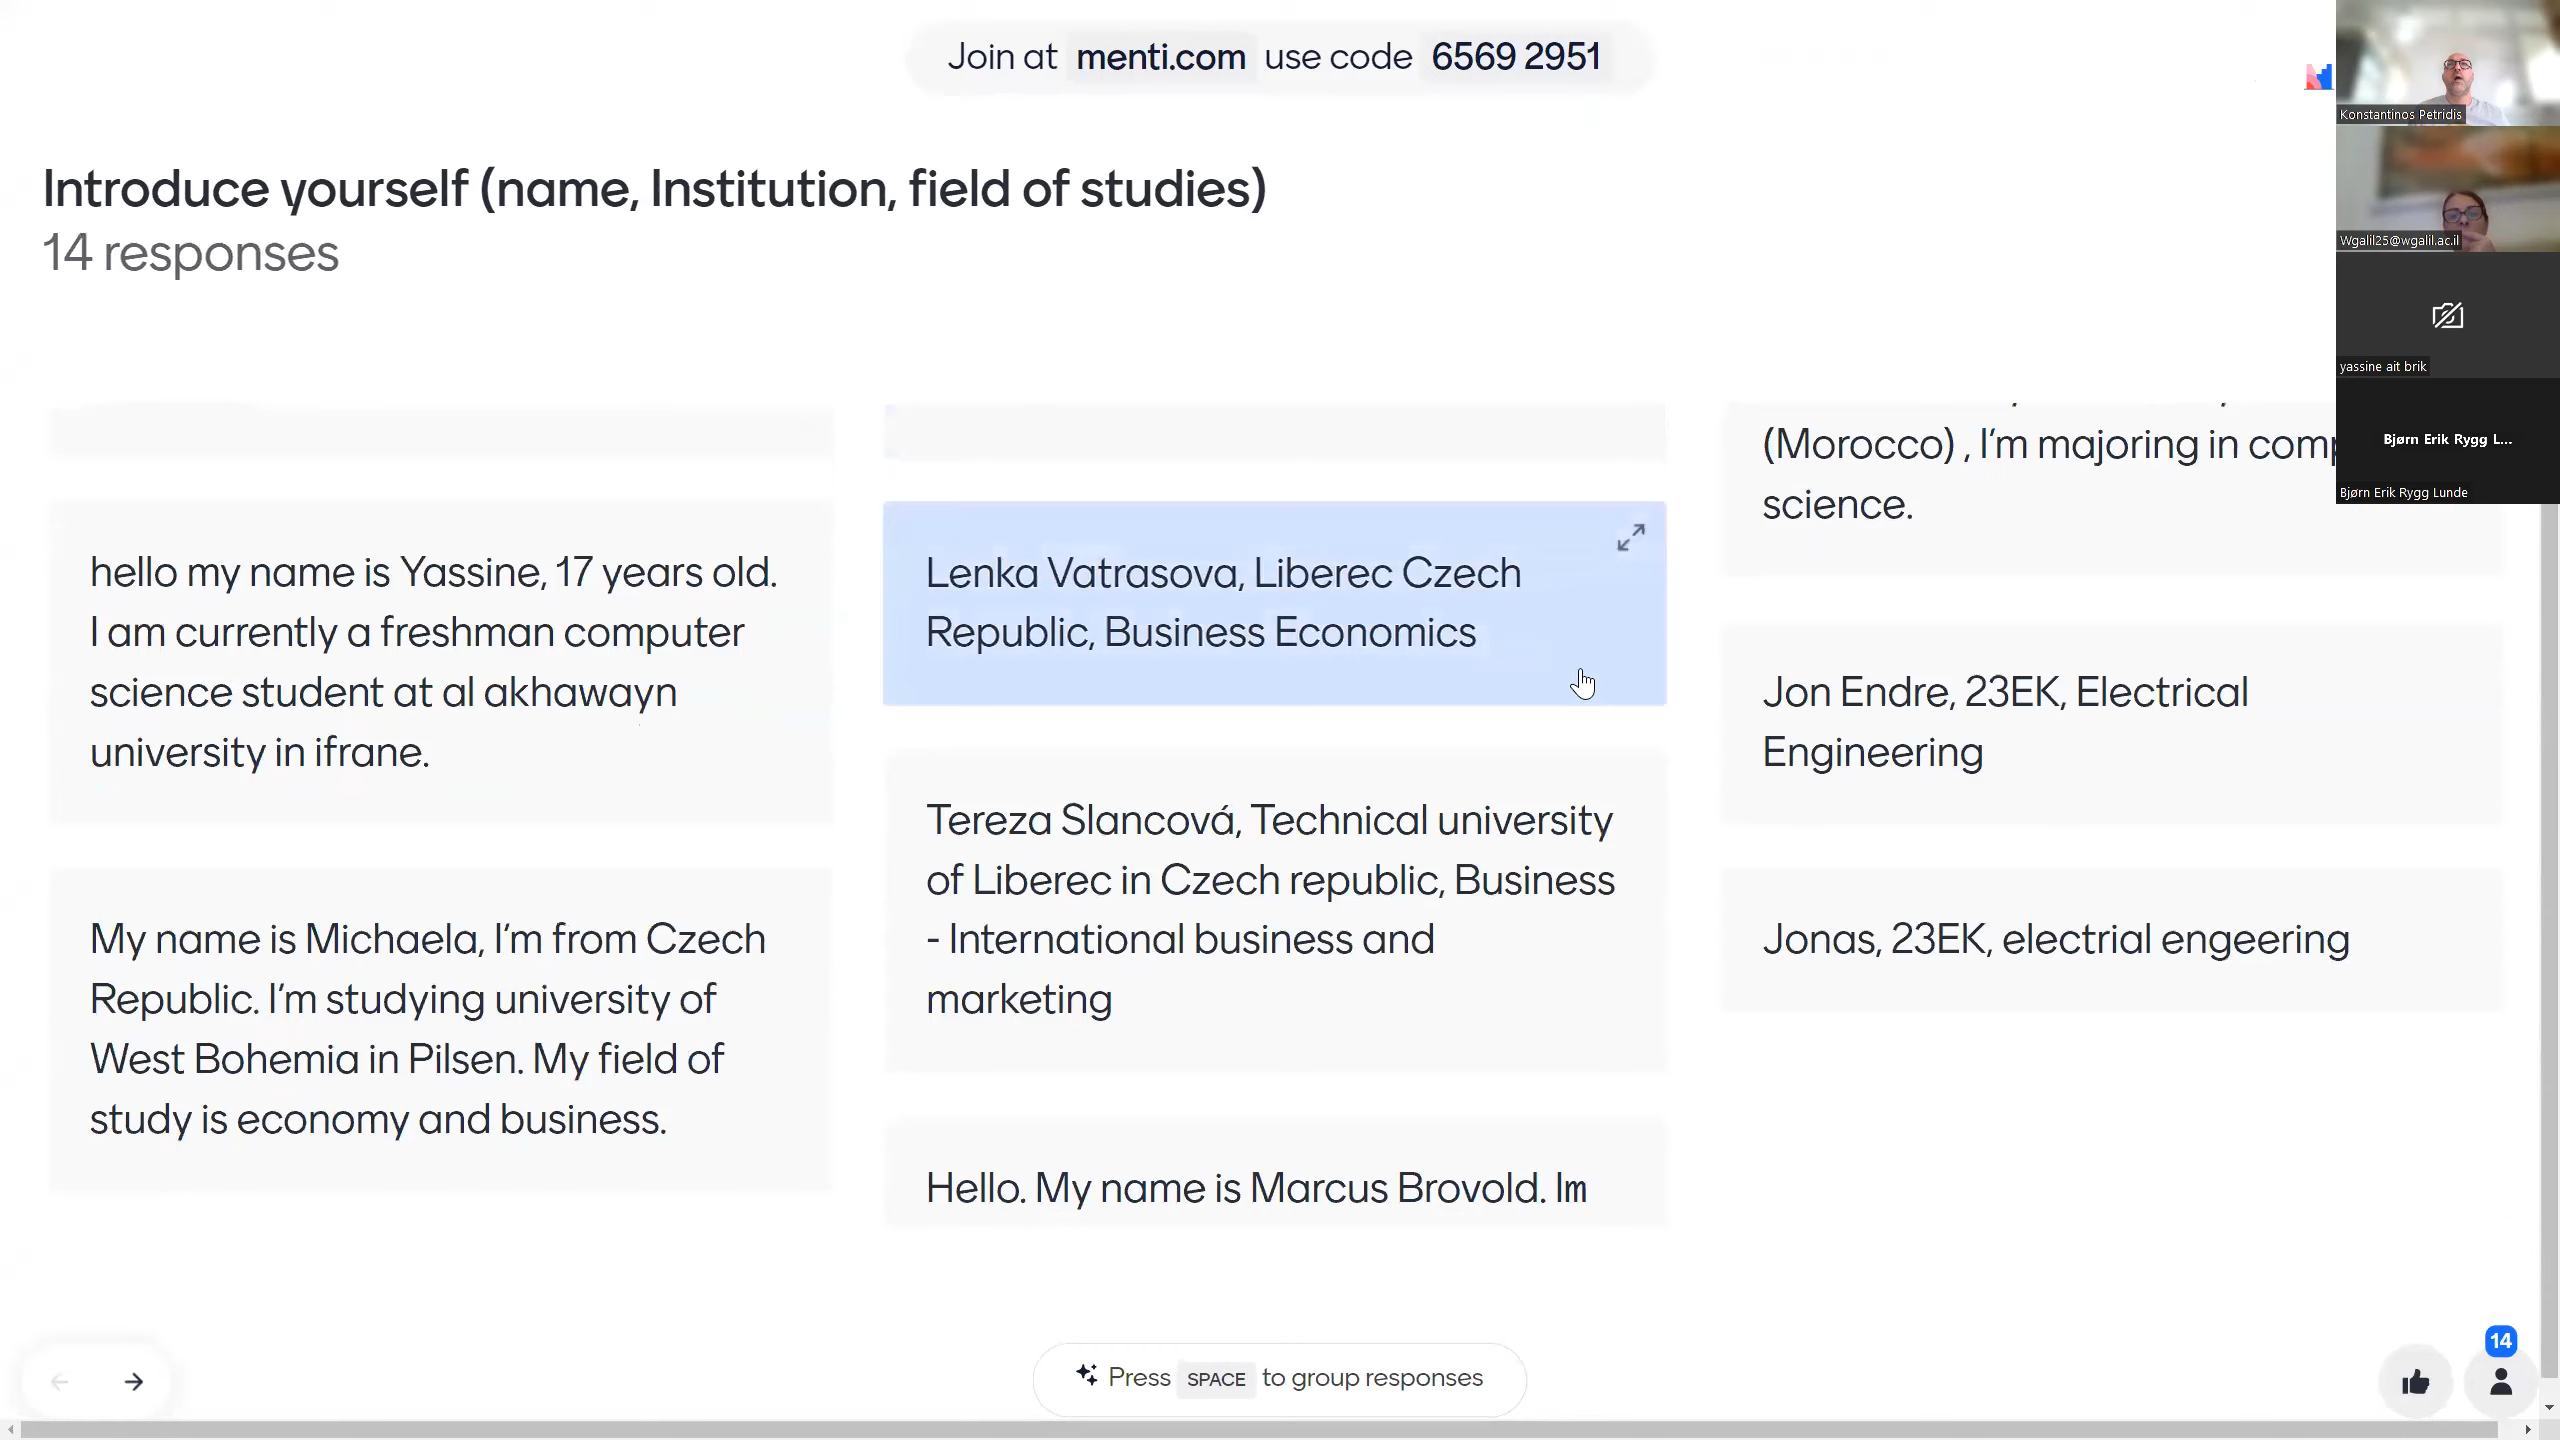 Join at menti.com use code 6569 2951
Introduce yourself (name, Institution, field of studies)
14 responses
hello my name is Yassine, 17 years old.
I am currently a freshman computer
science student at al akhawayn
university in ifrane.
My name is Michaela, I'm from Czech
Republic. I'm studying university of
West Bohemia in Pilsen. My field of
study is economy and business.
Lenka Vatrasova, Liberec Czech
Republic, Business Economics
Tereza Slancová, Technical university
of Liberec in Czech republic, Business
- International business and
marketing
Hello. My name is Marcus Brovold. Im
(Morocco) , I'm majoring in comp
science.
Jon Endre, 23EK, Electrical
Engineering
Jonas, 23EK, electrial engeering
Konstantinos Petridis
Wgalil25@wgalil.ac.il
yassine ait brik
Bjørn Erik Rygg L...
Bjørn Erik Rygg Lunde
Press SPACE to group responses
14